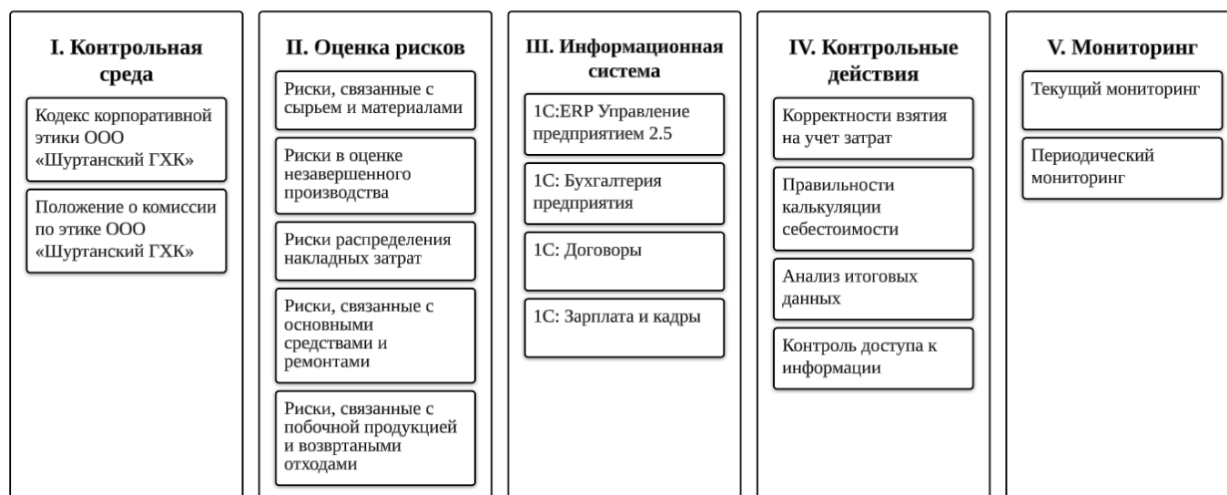 I. Контрольная
среда
Кодекс корпоративной
этики ООО
«Шуртанский ГХК»
Положение о комиссии
по этике ООО
«Шуртанский ГХК»
II. Оценка рисков
Риски, связанные с
сырьем и материалами
Риски в оценке
незавершенного
производства
Риски распределения
накладных затрат
Риски, связанные с
основными
средствами и
ремонтами
Риски, связанные с
побочной продукцией
и возвртаными
отходами
III. Информационная
система
1С:ERP Управление
предприятием 2.5
1С: Бухгалтерия
предприятия
1С: Договоры
1С: Зарплата и кадры
IV. Контрольные
действия
Корректности взятия
на учет затрат
Правильности
калькуляции
себестоимости
Анализ итоговых
данных
Контроль доступа к
информации
V. Мониторинг
Текущий мониторинг
Периодический
мониторинг